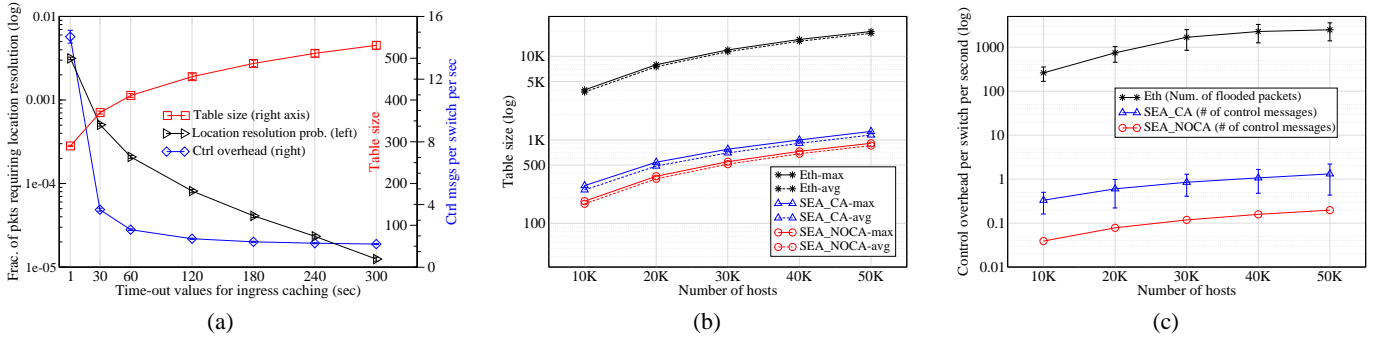 Frac. of pkts requiring location resolution (log)
0.01
0.001
1e-04
1e-05
1 30 60 120 180 240 300
Time-out values for ingress caching (sec)
Table size (right axis)
Location resolution prob. (left)
Ctrl overhead (right)
500
400
300
200
100
0
Table size
16
12
8
4
0
Ctrl msgs per switch per sec
(a)
Table size (log)
10K
5K
1K
500
100
Eth-max
Eth-avg
SEA_CA-max
SEA_CA-avg
SEA_NOCA-max
SEA_NOCA-avg
10K 20K 30K 40K 50K
Number of hosts
(b)
Control overhead per switch per second (log)
1000
100
10
1
0.1
0.01
Eth (Num. of flooded packets)
SEA_CA (# of control messages)
SEA_NOCA (# of control messages)
10K 20K 30K 40K 50K
Number of hosts
(c)